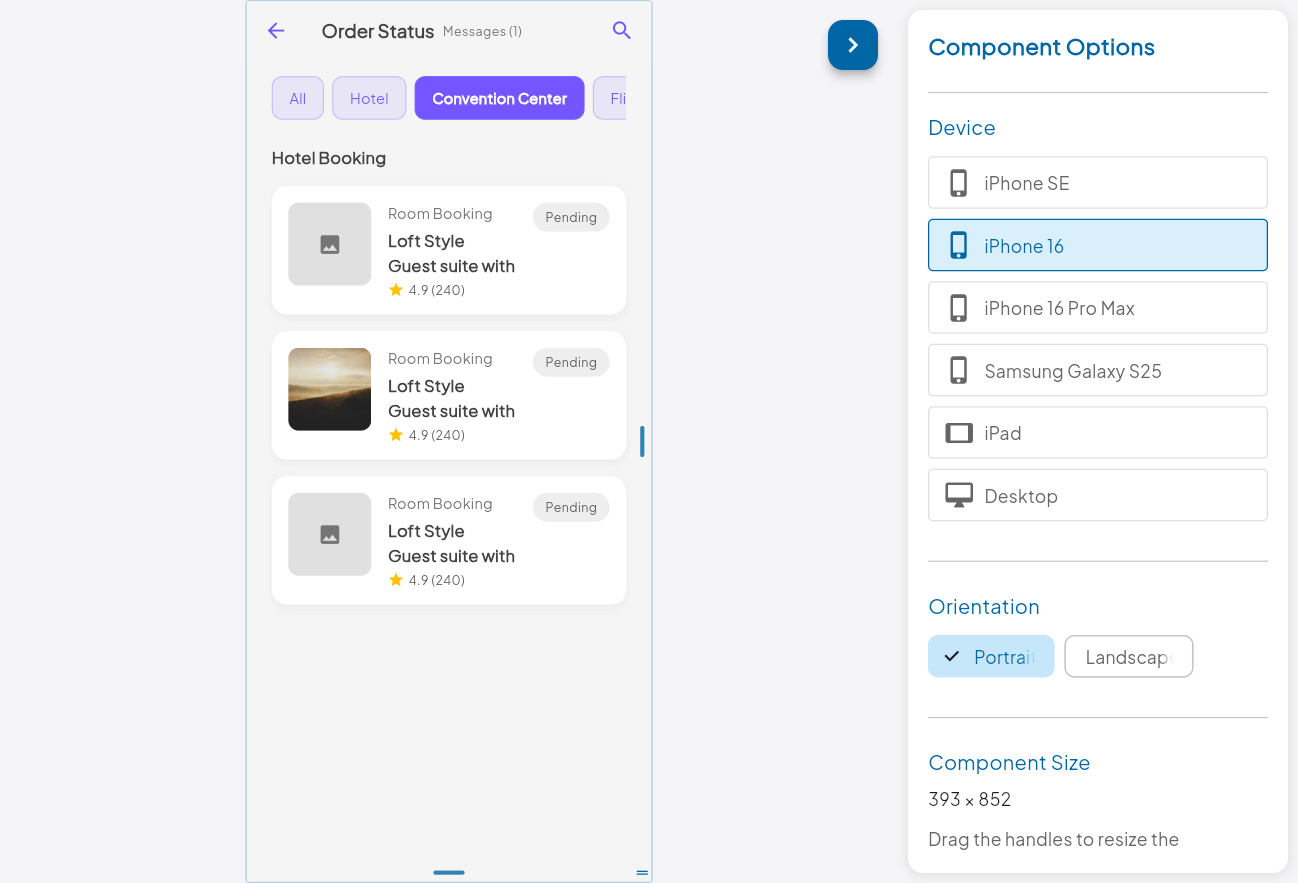 Order Status Messages (1)
All Hotel Convention Center Fli
Hotel Booking
Room Booking Pending
Loft Style
Guest suite with
4.9 (240)
Room Booking Pending
Loft Style
Guest suite with
4.9 (240)
Room Booking Pending
Loft Style
Guest suite with
4.9 (240)
Component Options
Device
iPhone SE
iPhone 16
iPhone 16 Pro Max
Samsung Galaxy S25
iPad
Desktop
Orientation
Portrait Landscape
Component Size
393 × 852
Drag the handles to resize the